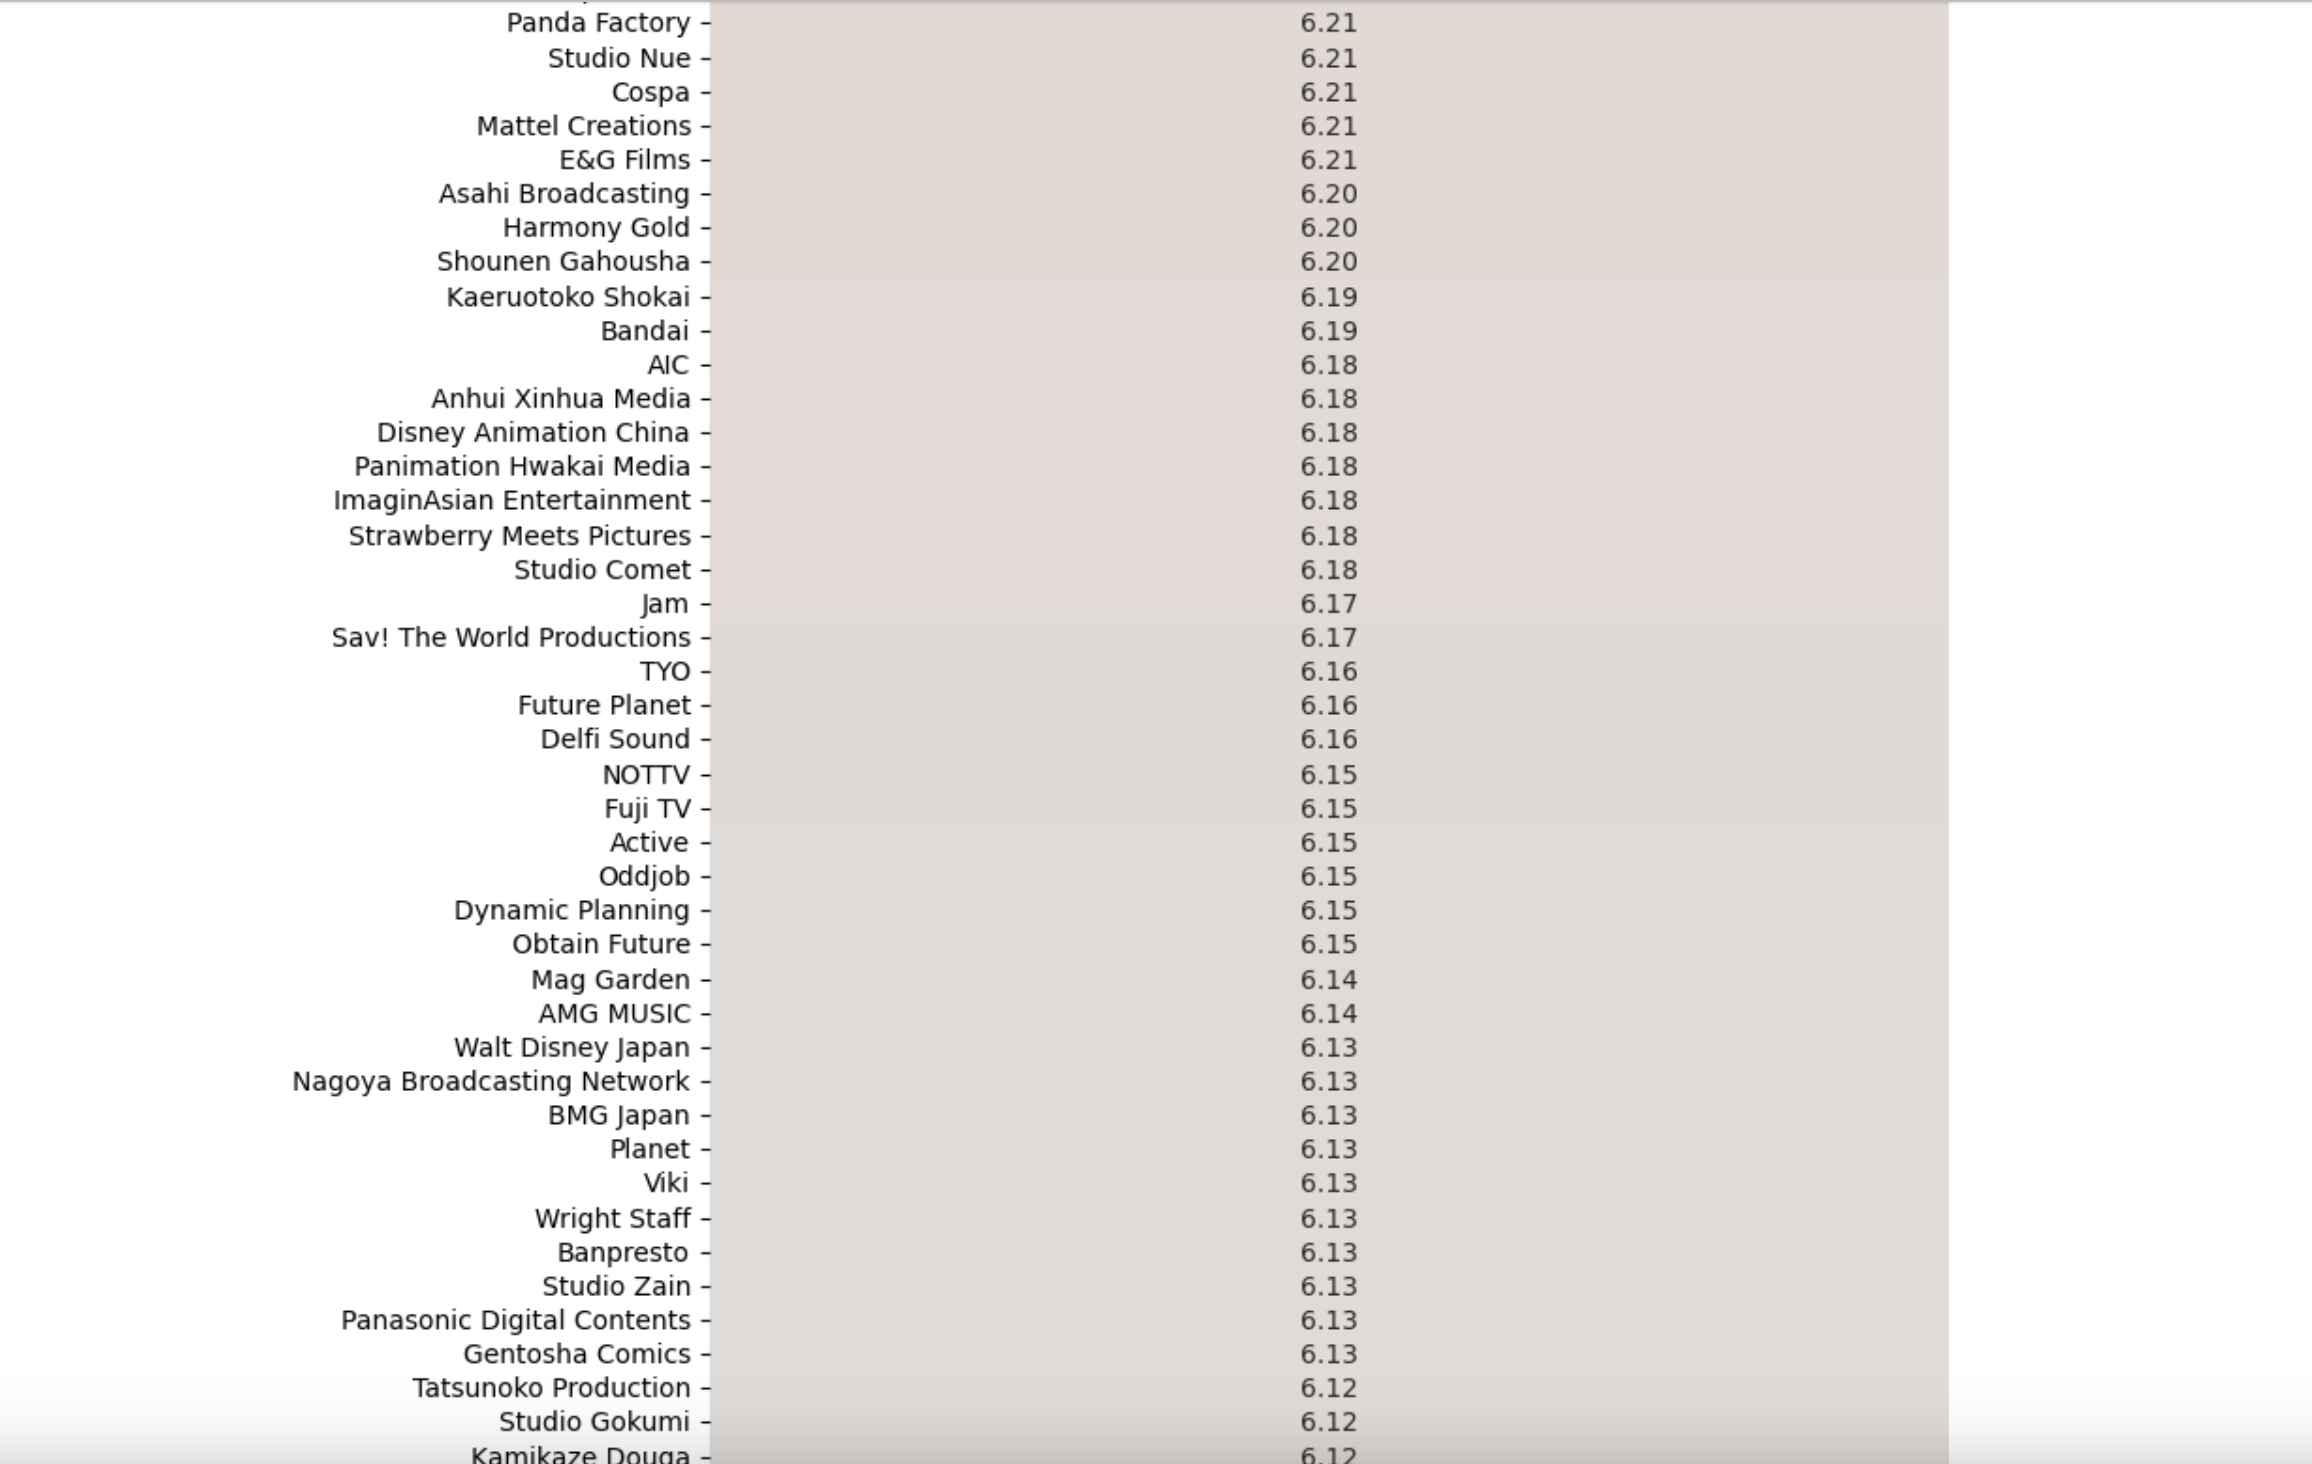 Panda Factory 6.21
Studio Nue 6.21
Cospa 6.21
Mattel Creations 6.21
E&G Films 6.21
Asahi Broadcasting 6.20
Harmony Gold 6.20
Shounen Gahousha 6.20
Kaeruotoko Shokai 6.19
Bandai 6.19
AIC 6.18
Anhui Xinhua Media 6.18
Disney Animation China 6.18
Panimation Hwakai Media 6.18
ImaginAsian Entertainment 6.18
Strawberry Meets Pictures 6.18
Studio Comet 6.18
Jam 6.17
Sav! The World Productions 6.17
TYO 6.16
Future Planet 6.16
Delfi Sound 6.16
NOTTV 6.15
Fuji TV 6.15
Active 6.15
Oddjob 6.15
Dynamic Planning 6.15
Obtain Future 6.15
Mag Garden 6.14
AMG MUSIC 6.14
Walt Disney Japan 6.13
Nagoya Broadcasting Network 6.13
BMG Japan 6.13
Planet 6.13
Viki 6.13
Wright Staff 6.13
Banpresto 6.13
Studio Zain 6.13
Panasonic Digital Contents 6.13
Gentosha Comics 6.13
Tatsunoko Production 6.12
Studio Gokumi 6.12
Kamikaze Douga 6.12